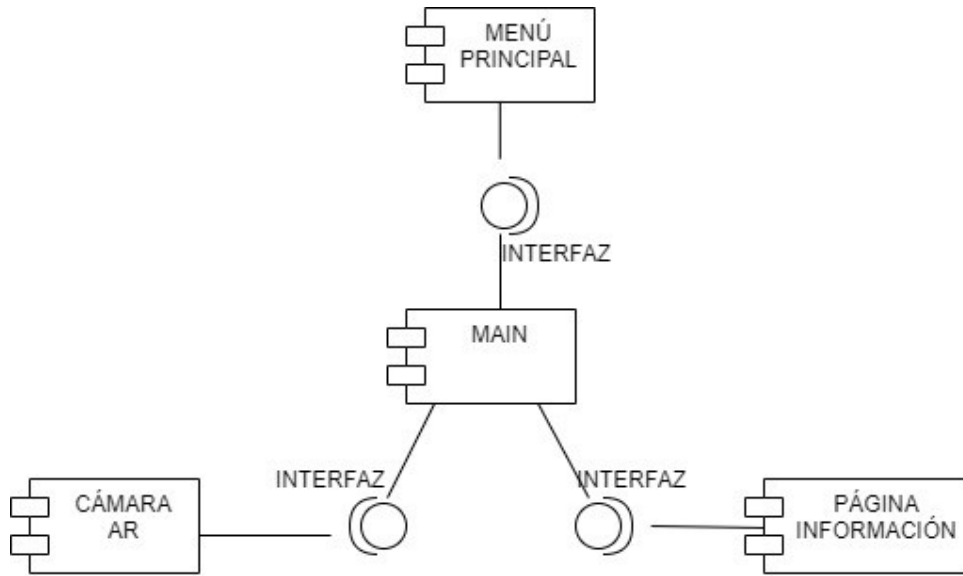 MENÚ
PRINCIPAL
INTERFAZ
MAIN
INTERFAZ
INTERFAZ
CÁMARA
AR
PÁGINA
INFORMACIÓN